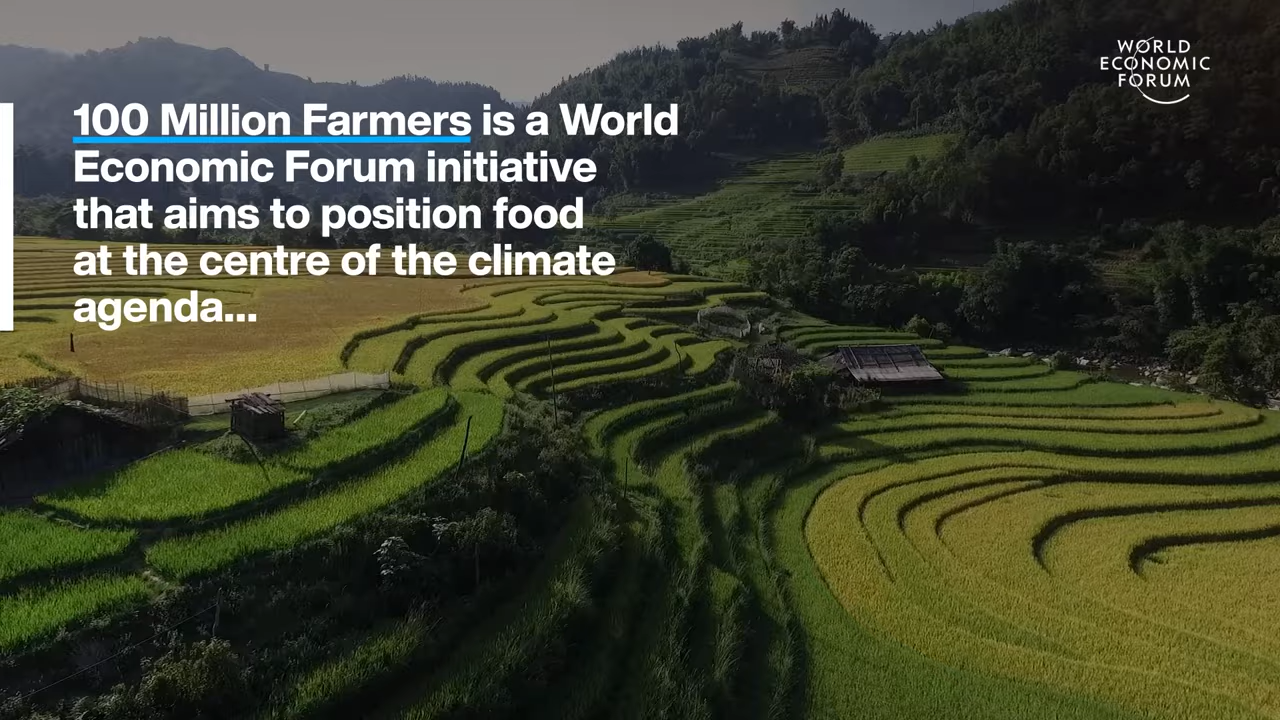 100 Million Farmers is a World
Economic Forum initiative
that aims to position food
at the centre of the climate
agenda...
WORLD
ECONOMIC
FORUM